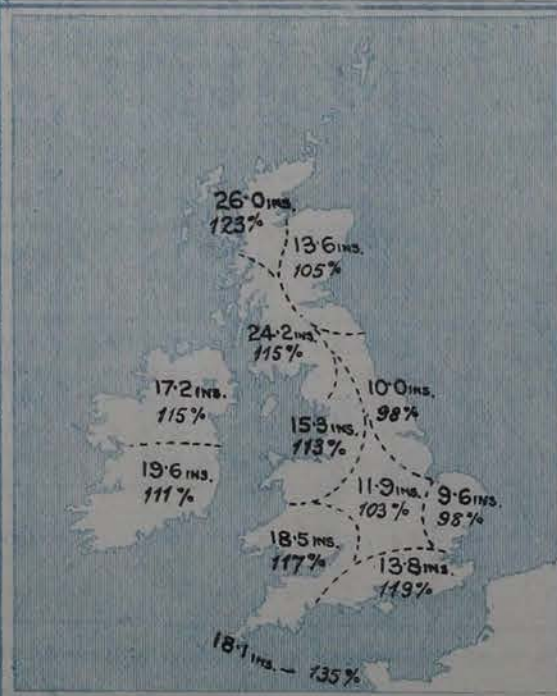 26·0 INS.
123%
13·6 INS.
105%
24·2 INS.
115%
17·2 INS.
115%
10·0 INS.
98%
15·3 INS.
113%
19·6 INS.
111%
11·9 INS.
103%
9·6 INS.
98%
18·5 INS.
117%
13·8 INS.
119%
18·1 INS. — 135%